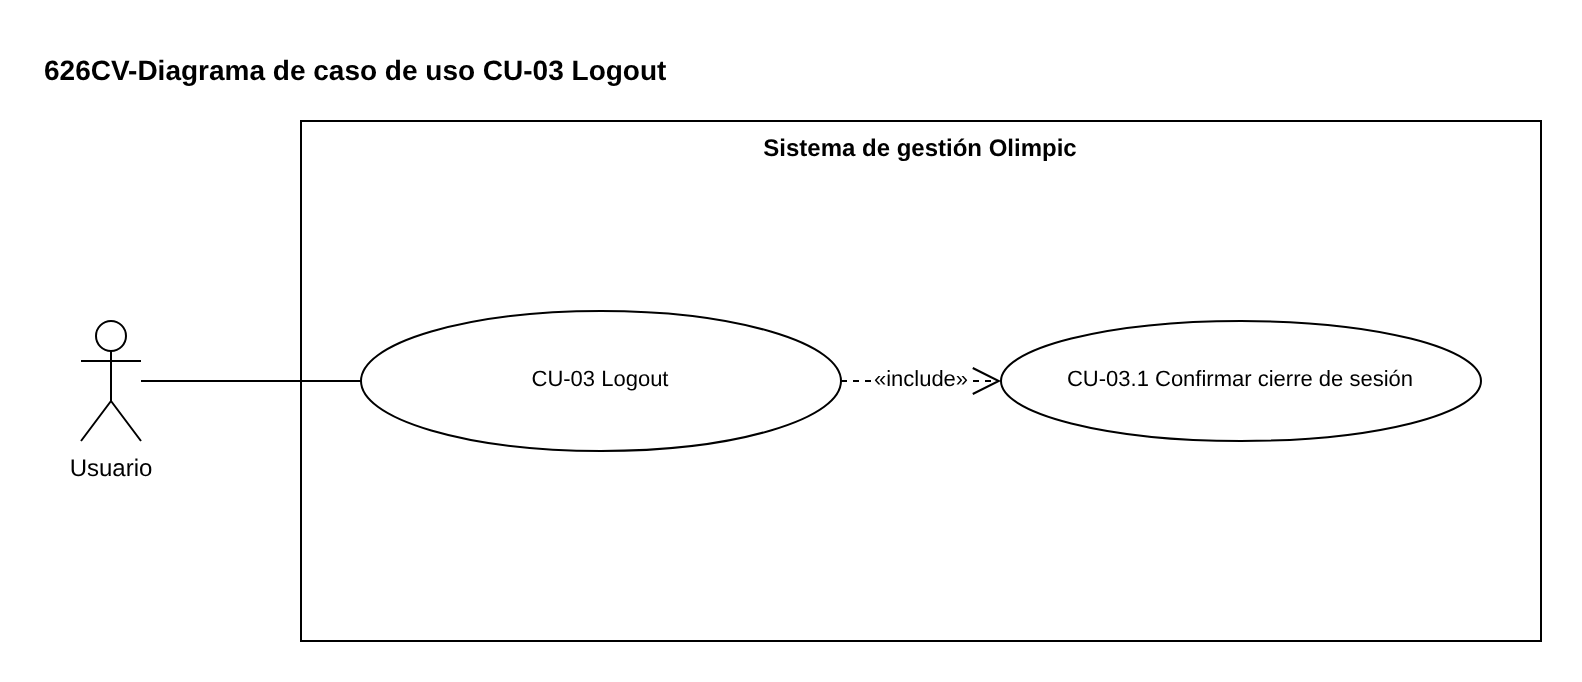 626CV-Diagrama de caso de uso CU-03 Logout
Sistema de gestión Olimpic
CU-03 Logout
«include»
CU-03.1 Confirmar cierre de sesión
Usuario